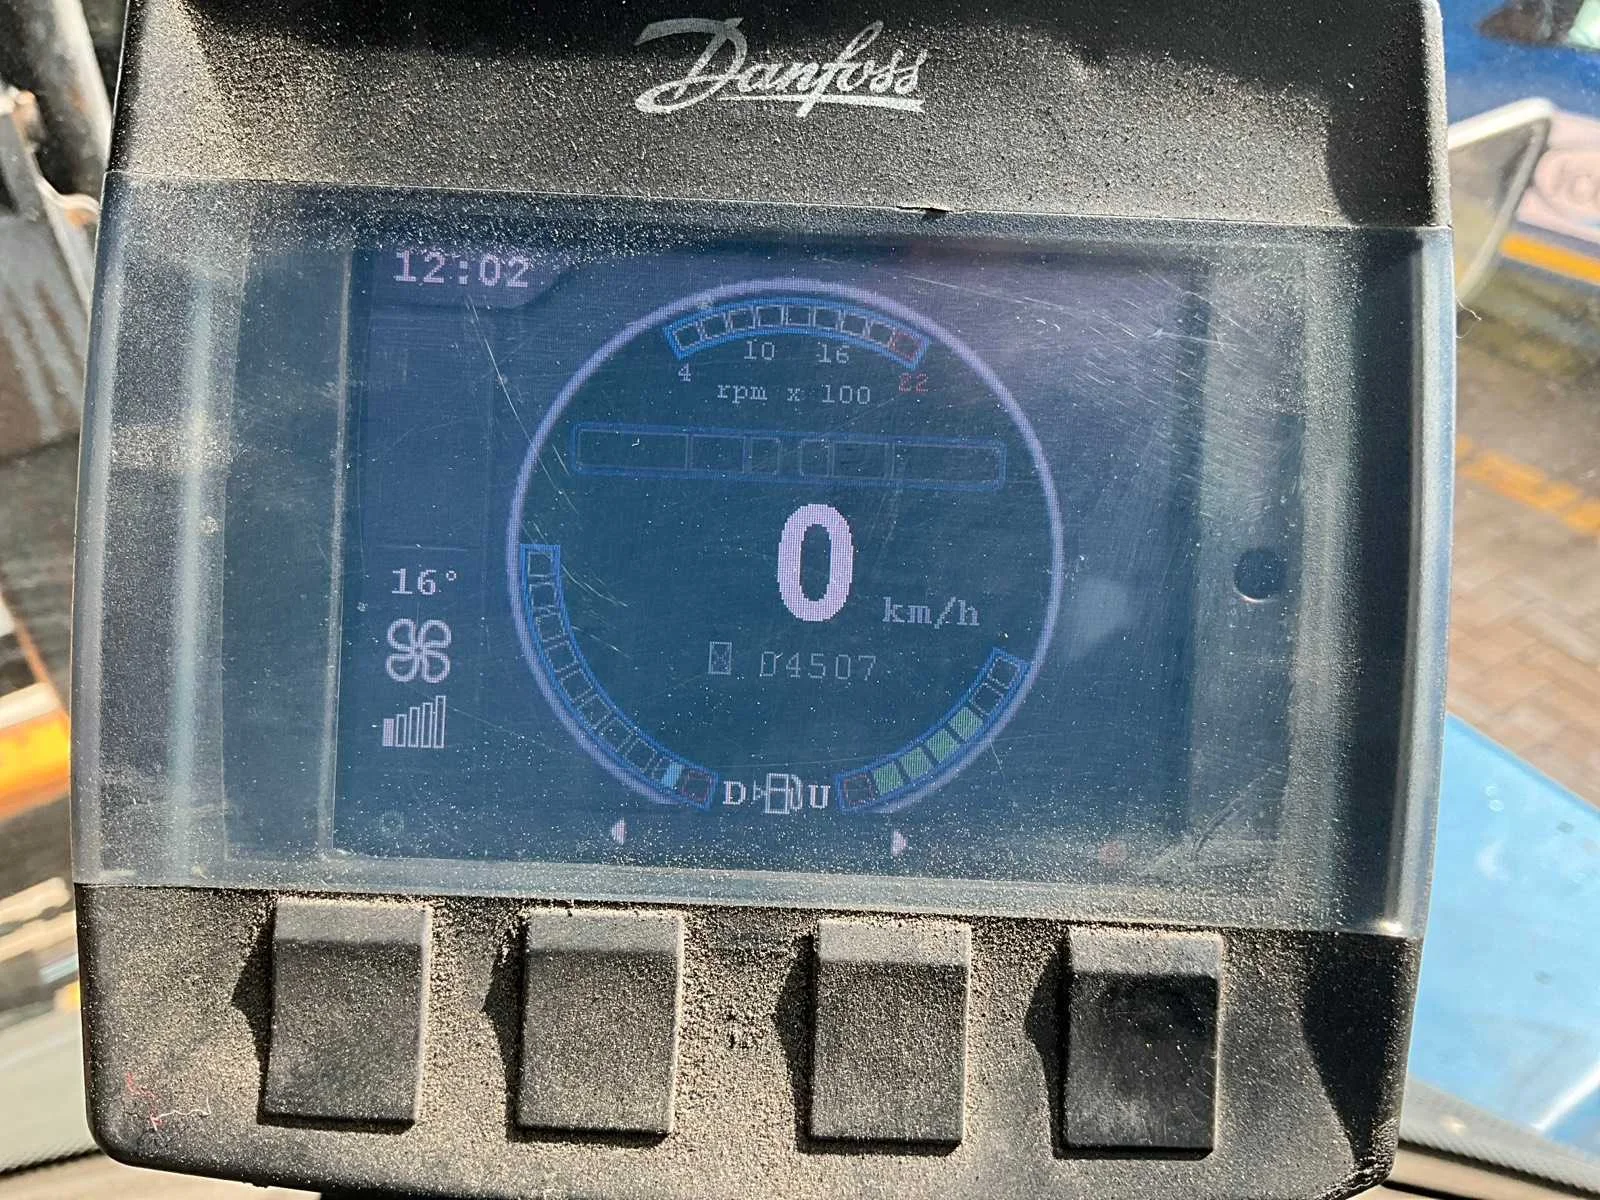 Danfoss
12:02
10 16
4 22
rpm x 100
0 km/h
16°
04507
D U